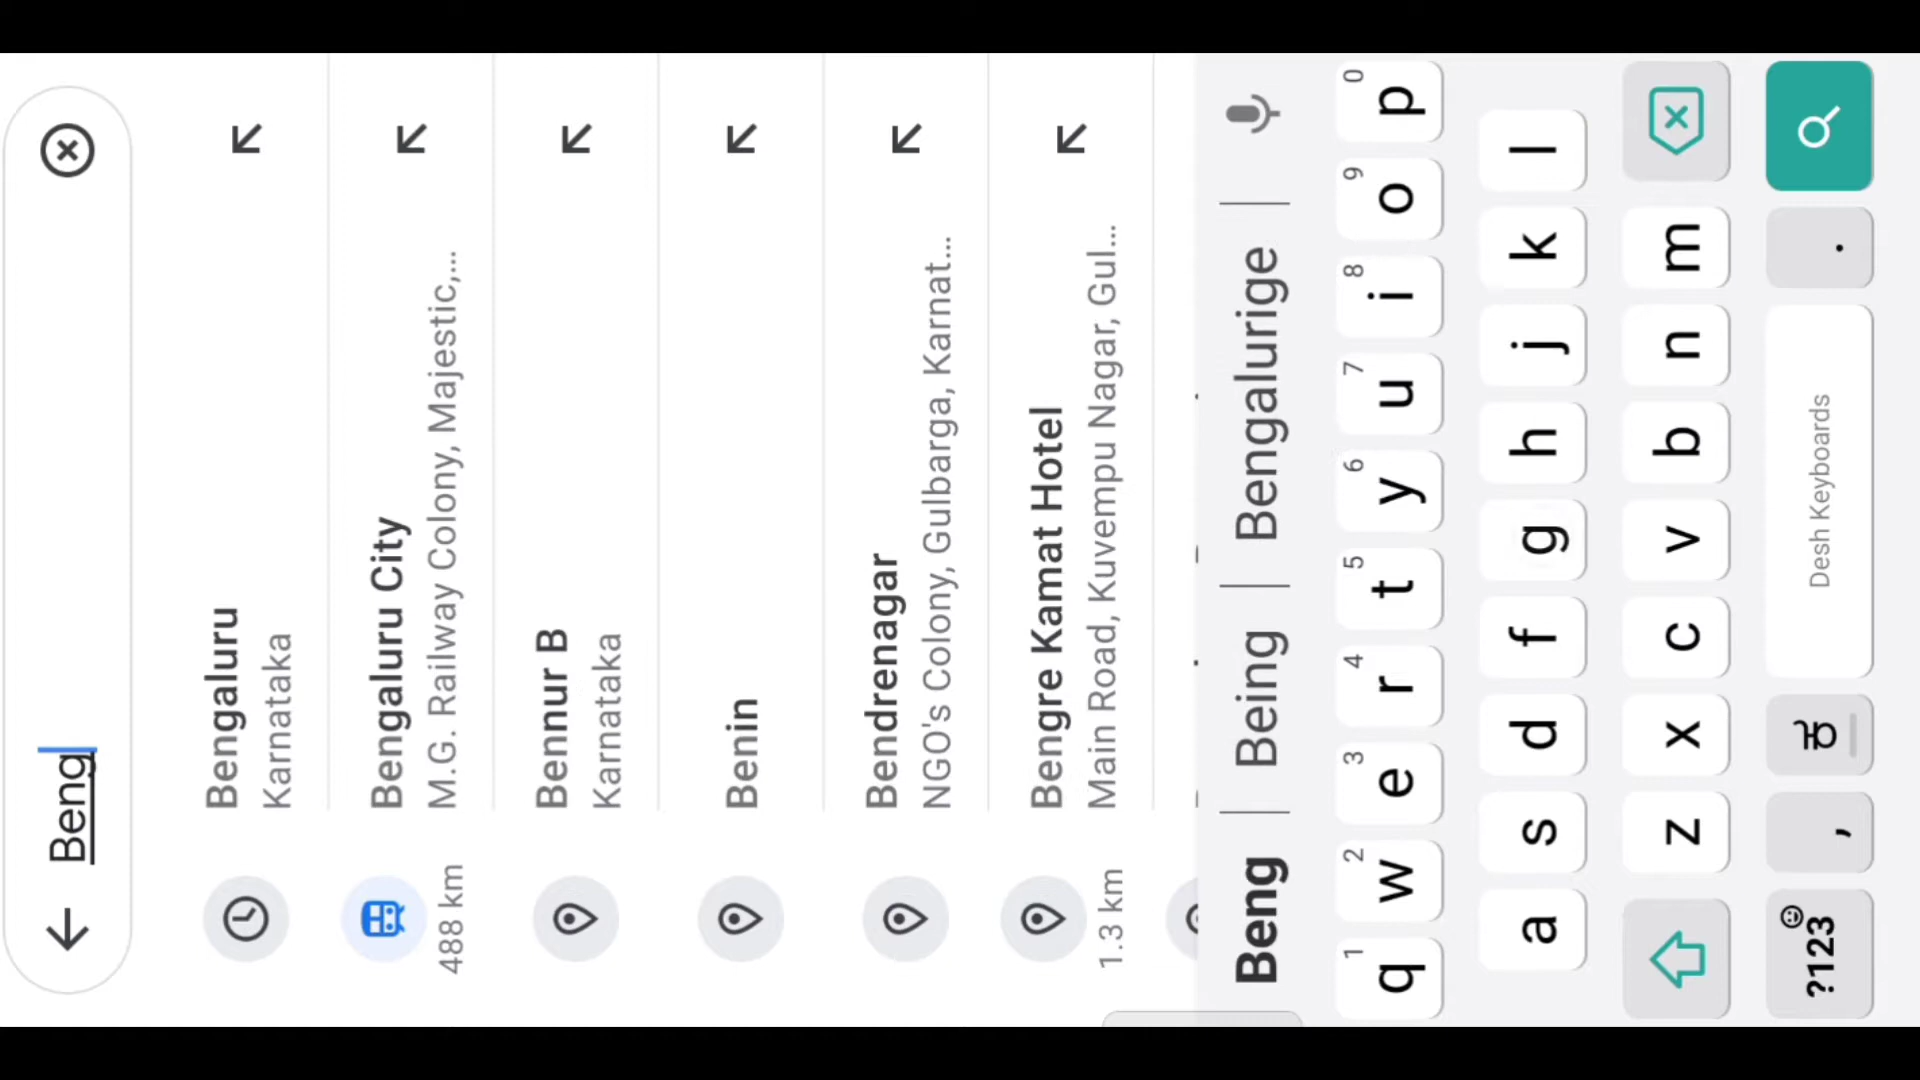 Beng
Bengaluru
Karnataka
Bengaluru City
M.G. Railway Colony, Majestic,...
488 km
Bennur B
Karnataka
Benin
Bendrenagar
NGO's Colony, Gulbarga, Karnat...
Bengre Kamat Hotel
Main Road, Kuvempu Nagar, Gul...
1.3 km
Beng Being Bengalurige
q 1 w 2 e 3 r 4 t 5 y 6 u 7 i 8 o 9 p 0
a s d f g h j k l
z x c v b n m
?123 , ಕ Desh Keyboards .